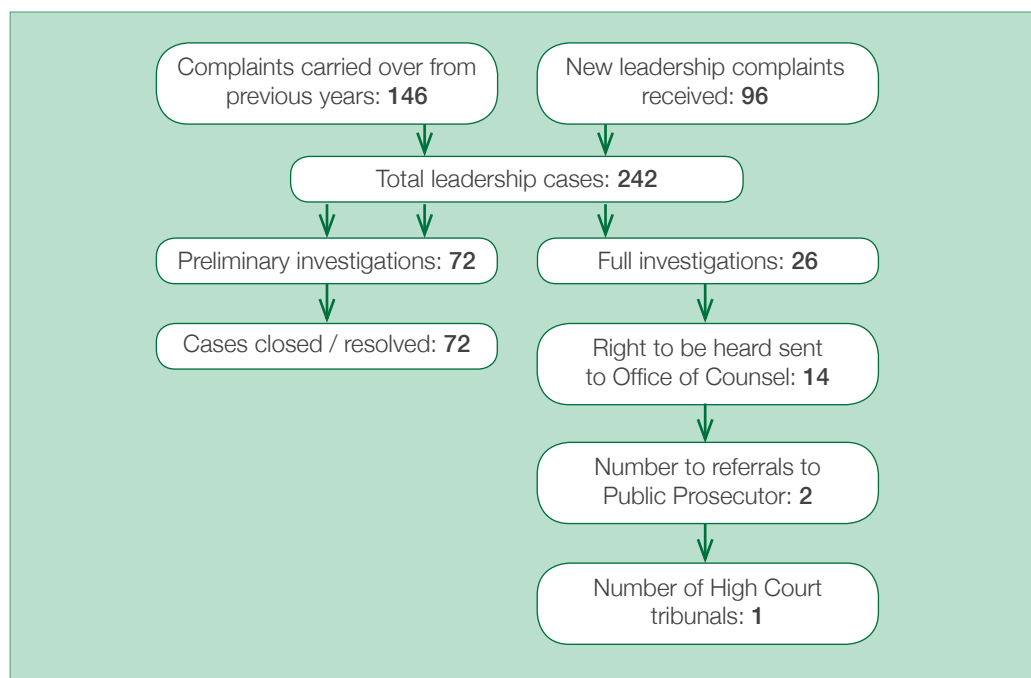 Complaints carried over from
previous years: 146
New leadership complaints
received: 96
Total leadership cases: 242
Preliminary investigations: 72
Full investigations: 26
Cases closed / resolved: 72
Right to be heard sent
to Office of Counsel: 14
Number to referrals to
Public Prosecutor: 2
Number of High Court
tribunals: 1